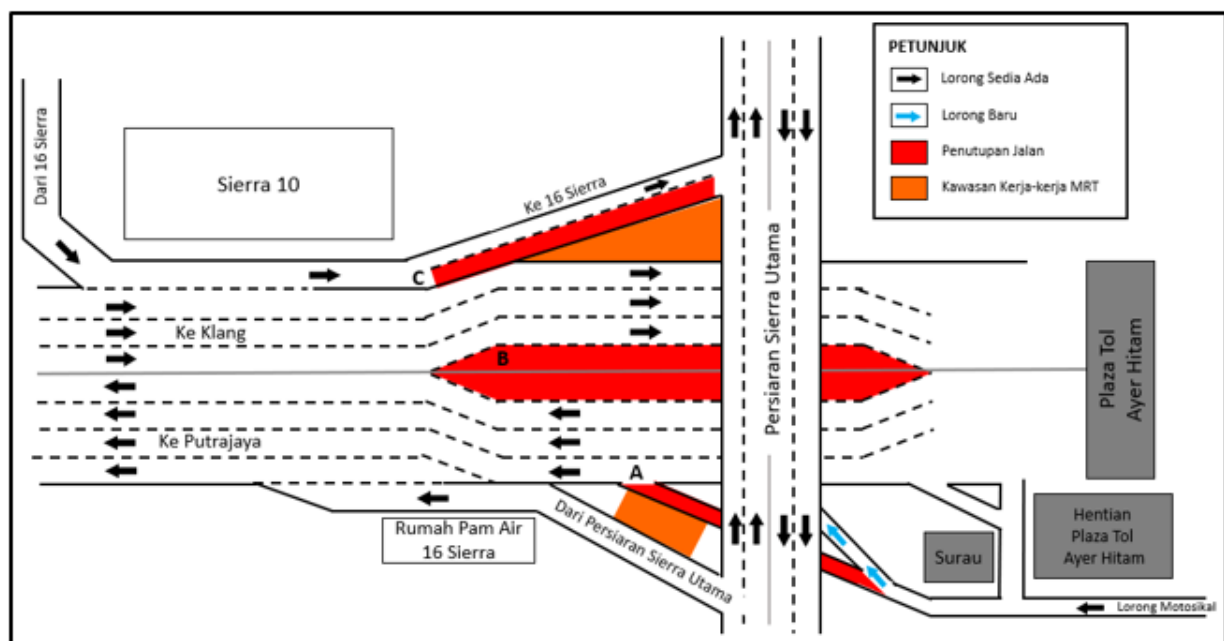 PETUNJUK
Lorong Sedia Ada
Lorong Baru
Penutupan Jalan
Kawasan Kerja-kerja MRT
Dari 16 Sierra
Sierra 10
Ke 16 Sierra
C
Ke Klang
B
Persiaran Sierra Utama
Plaza Tol
Ayer Hitam
Ke Putrajaya
A
Rumah Pam Air
16 Sierra
Dari Persiaran Sierra Utama
Surau
Hentian
Plaza Tol
Ayer Hitam
Lorong Motosikal